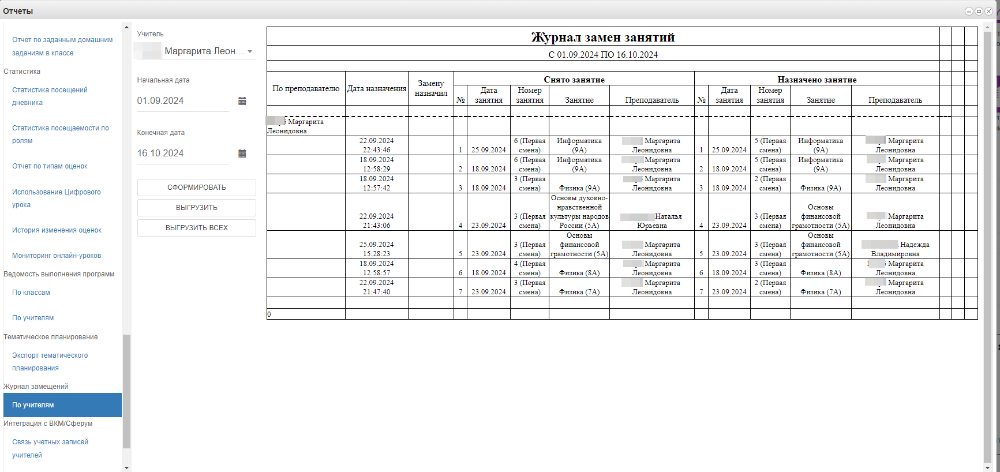 Отчеты
Отчет по заданным домашним
заданиям в классе
Статистика
Статистика посещений
дневника
Статистика посещаемости по
ролям
Отчет по типам оценок
Использование Цифрового
урока
История изменения оценок
Мониторинг онлайн-уроков
Ведомость выполнения программ
По классам
По учителям
Тематическое планирование
Экспорт тематического
планирования
Журнал замещений
По учителям
Интеграция с ВКМ/Сферум
Связь учетных записей
учителей
Учитель
Маргарита Леон...
Начальная дата
01.09.2024
Конечная дата
16.10.2024
СФОРМИРОВАТЬ
ВЫГРУЗИТЬ
ВЫГРУЗИТЬ ВСЕХ
Журнал замен занятий
С 01.09.2024 ПО 16.10.2024
По преподавателю Дата назначения Замену назначил Снято занятие Назначено занятие
№ Дата занятия Номер занятия Занятие Преподаватель № Дата занятия Номер занятия Занятие Преподаватель
Маргарита
Леонидовна
22.09.2024 22:43:46 1 25.09.2024 6 (Первая смена) Информатика (9А) Маргарита Леонидовна 1 25.09.2024 5 (Первая смена) Информатика (9А) Маргарита Леонидовна
18.09.2024 12:58:29 2 18.09.2024 6 (Первая смена) Информатика (9А) Маргарита Леонидовна 2 18.09.2024 5 (Первая смена) Информатика (9А) Маргарита Леонидовна
18.09.2024 12:57:42 3 18.09.2024 3 (Первая смена) Физика (9А) Маргарита Леонидовна 3 18.09.2024 2 (Первая смена) Физика (9А) Маргарита Леонидовна
22.09.2024 21:43:06 4 23.09.2024 3 (Первая смена) Основы духовно-нравственной культуры народов России (5А) Наталья Юрьевна 4 23.09.2024 3 (Первая смена) Основы финансовой грамотности (5А) Маргарита Леонидовна
25.09.2024 15:28:23 5 23.09.2024 3 (Первая смена) Основы финансовой грамотности (5А) Маргарита Леонидовна 5 23.09.2024 3 (Первая смена) Основы финансовой грамотности (5А) Надежда Владимировна
18.09.2024 12:58:57 6 18.09.2024 4 (Первая смена) Физика (8А) Маргарита Леонидовна 6 18.09.2024 3 (Первая смена) Физика (8А) Маргарита Леонидовна
22.09.2024 21:47:40 7 23.09.2024 3 (Первая смена) Физика (7А) Маргарита Леонидовна 7 23.09.2024 2 (Первая смена) Физика (7А) Маргарита Леонидовна
0